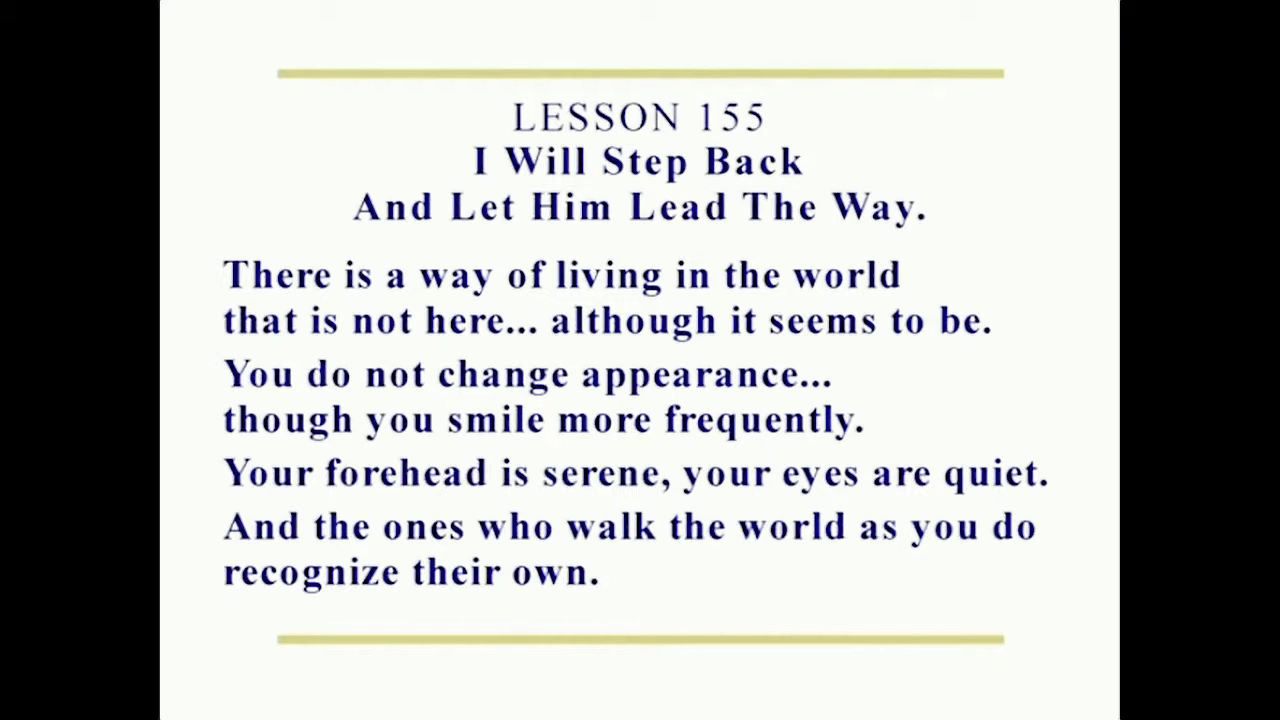 LESSON 155
I Will Step Back
And Let Him Lead The Way.
There is a way of living in the world
that is not here... although it seems to be.
You do not change appearance...
though you smile more frequently.
Your forehead is serene, your eyes are quiet.
And the ones who walk the world as you do
recognize their own.